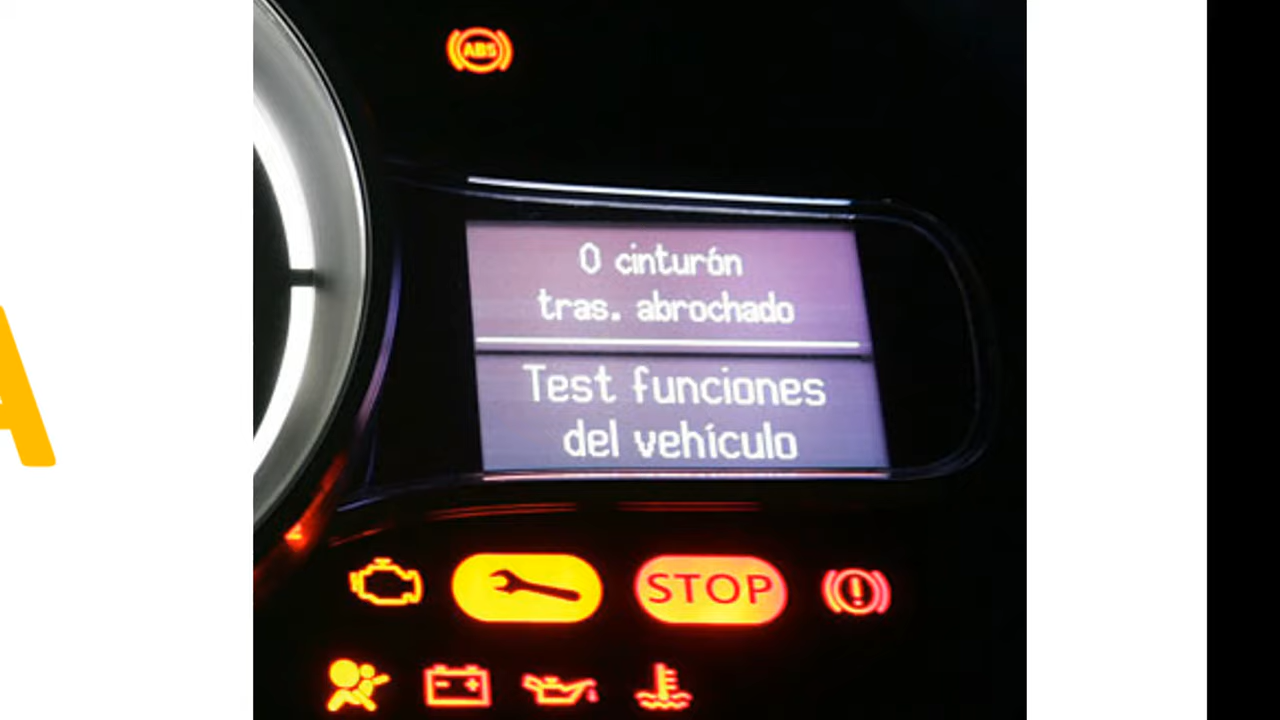 ABS
0 cinturón
tras. abrochado
Test funciones
del vehículo
STOP
A